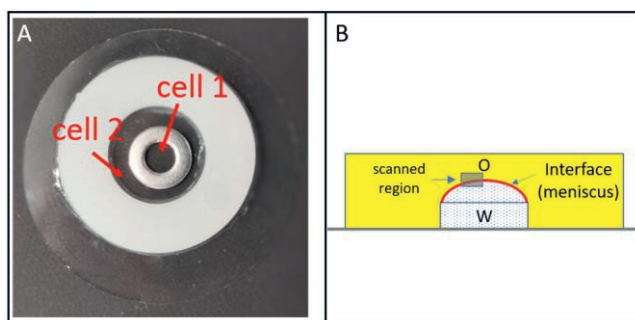 A
cell 1
cell 2
B
O
scanned
region
Interface
(meniscus)
W